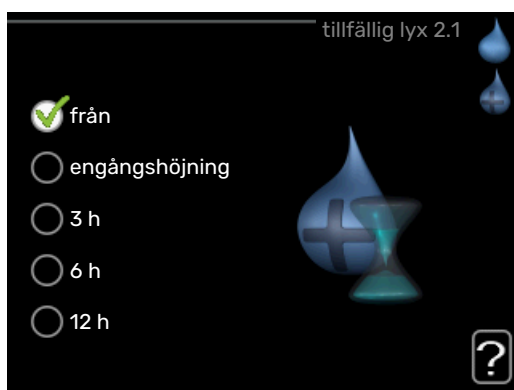 tillfällig lyx 2.1
från
engångshöjning
3 h
6 h
12 h
?